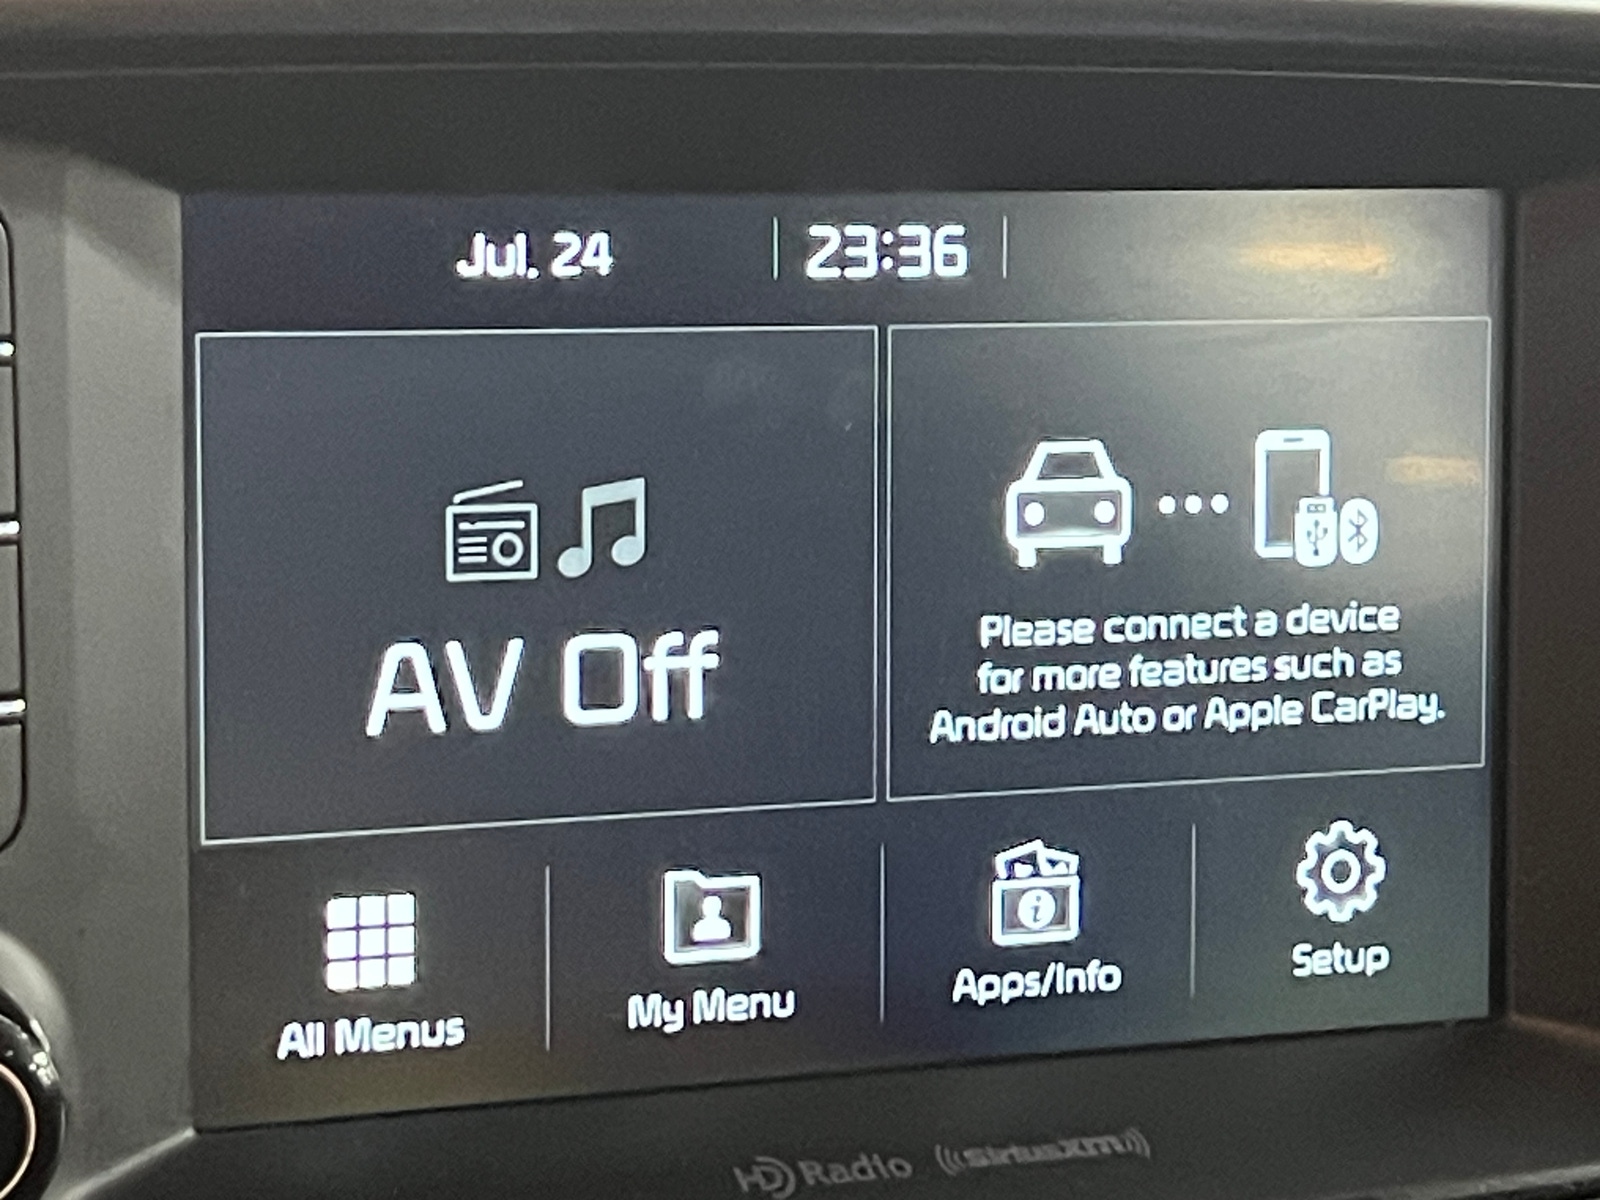 Jul. 24
23:36
AV Off
Please connect a device
for more features such as
Android Auto or Apple CarPlay.
All Menus
My Menu
Apps/Info
Setup
HD Radio
((SiriusXM))